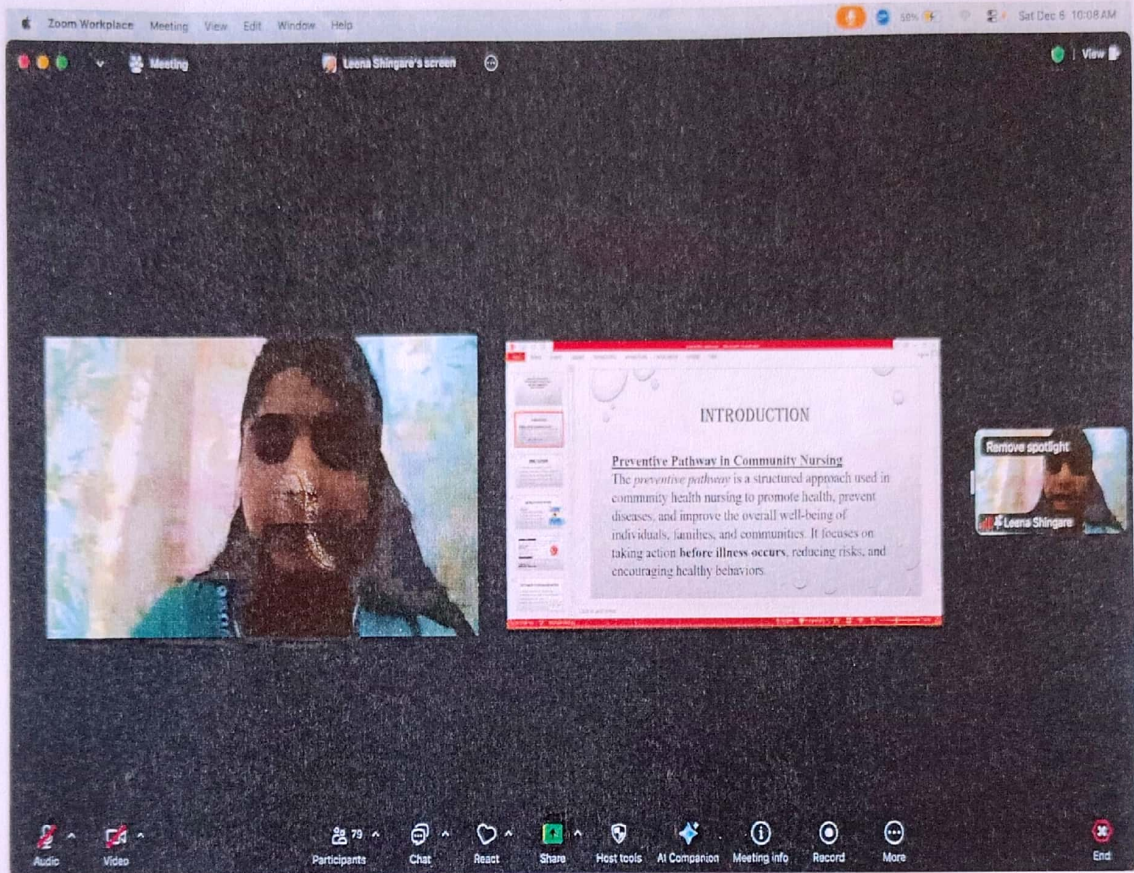 Zoom Workplace Meeting View Edit Window Help
50% Sat Dec 6 10:08 AM
Meeting
Leena Shingare's screen
View
INTRODUCTION
Preventive Pathway in Community Nursing
The preventive pathway is a structured approach used in
community health nursing to promote health, prevent
diseases, and improve the overall well-being of
individuals, families, and communities. It focuses on
taking action before illness occurs, reducing risks, and
encouraging healthy behaviors.
Remove spotlight
Leena Shingare
79
Audio Video Participants Chat React Share Host tools AI Companion Meeting info Record More End